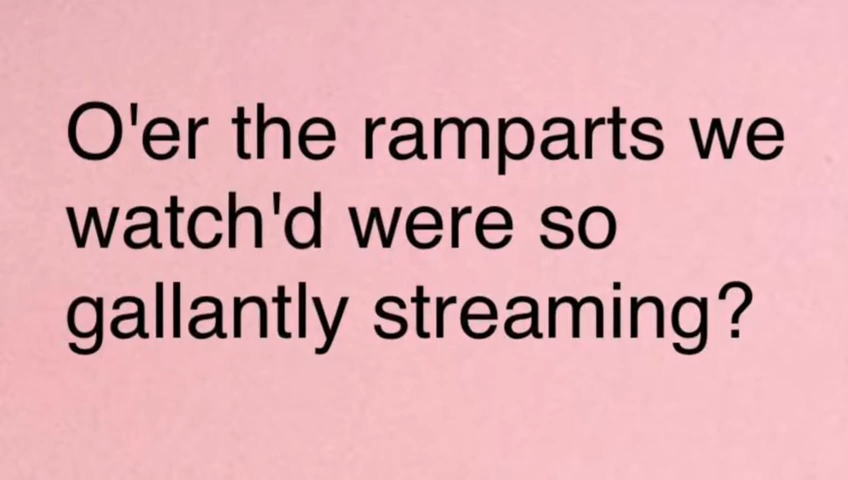 O'er the ramparts we
watch'd were so
gallantly streaming?